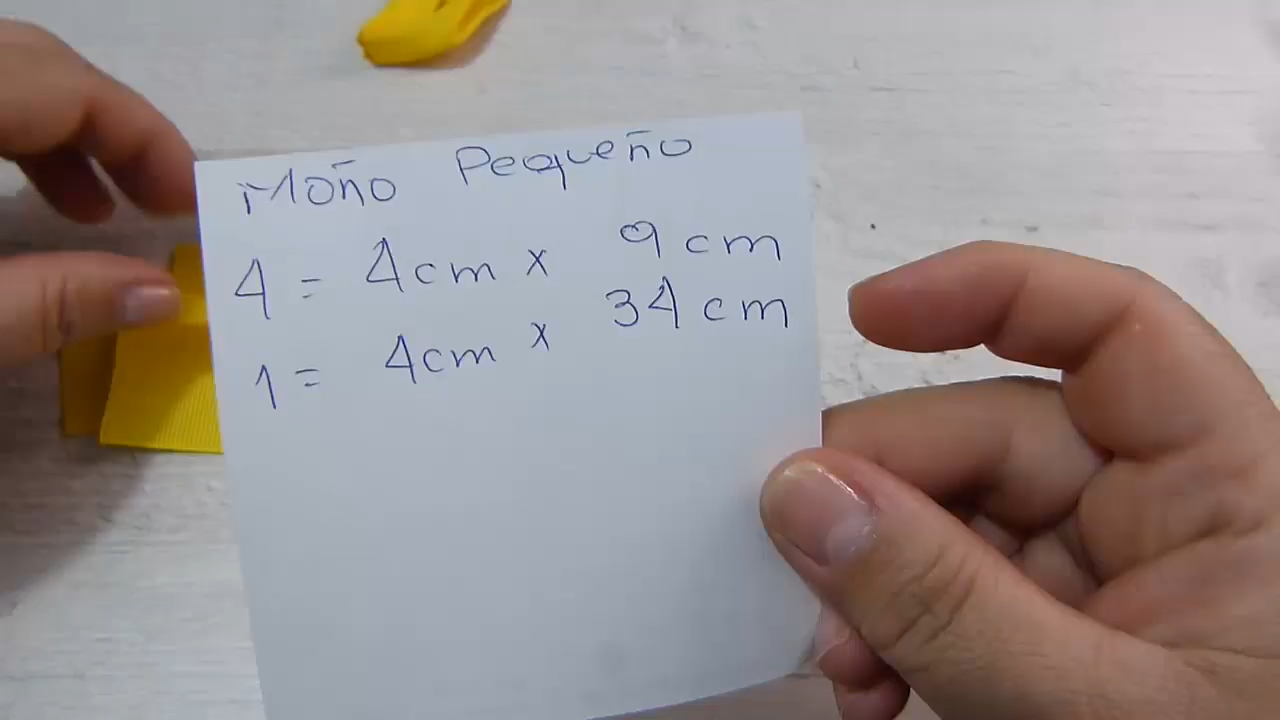 Moño Pequeño
4 = 4cm x 9cm
1 = 4cm x 34cm